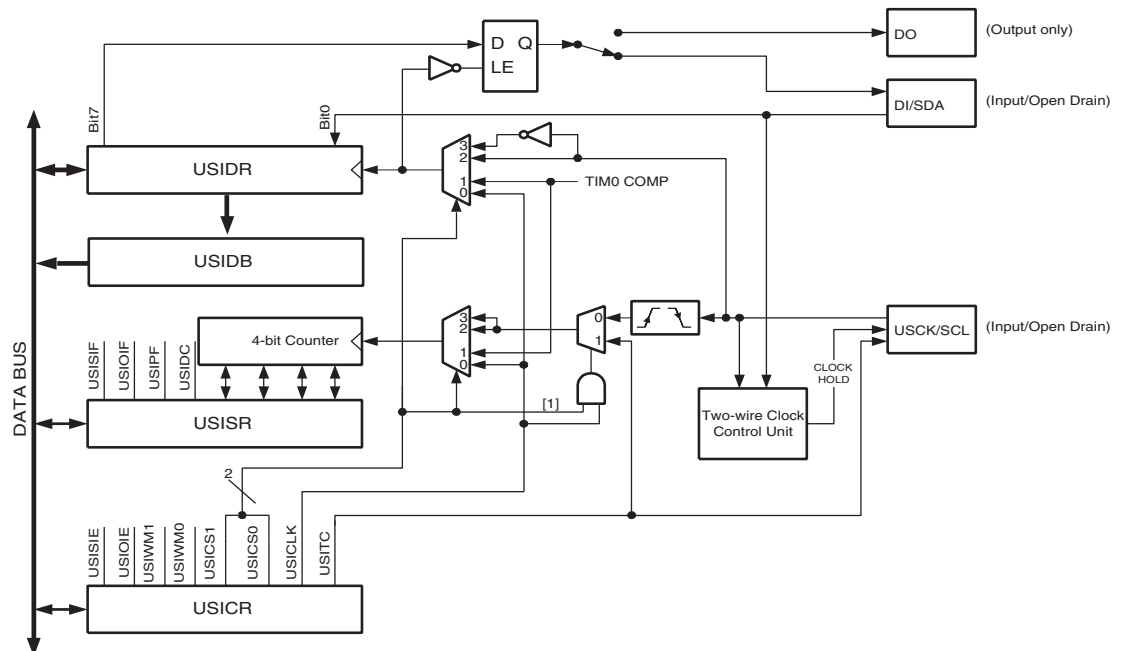 D Q
LE
DO
(Output only)
DI/SDA
(Input/Open Drain)
Bit7
Bit0
USIDR
3
2
1
0
TIM0 COMP
USIDB
DATA BUS
4-bit Counter
3
2
1
0
0
1
USCK/SCL
(Input/Open Drain)
CLOCK
HOLD
USISIF
USIOIF
USIPF
USIDC
USISR
[1]
Two-wire Clock
Control Unit
2
USISIE
USIOIE
USIWM1
USIWM0
USICS1
USICS0
USICLK
USITC
USICR